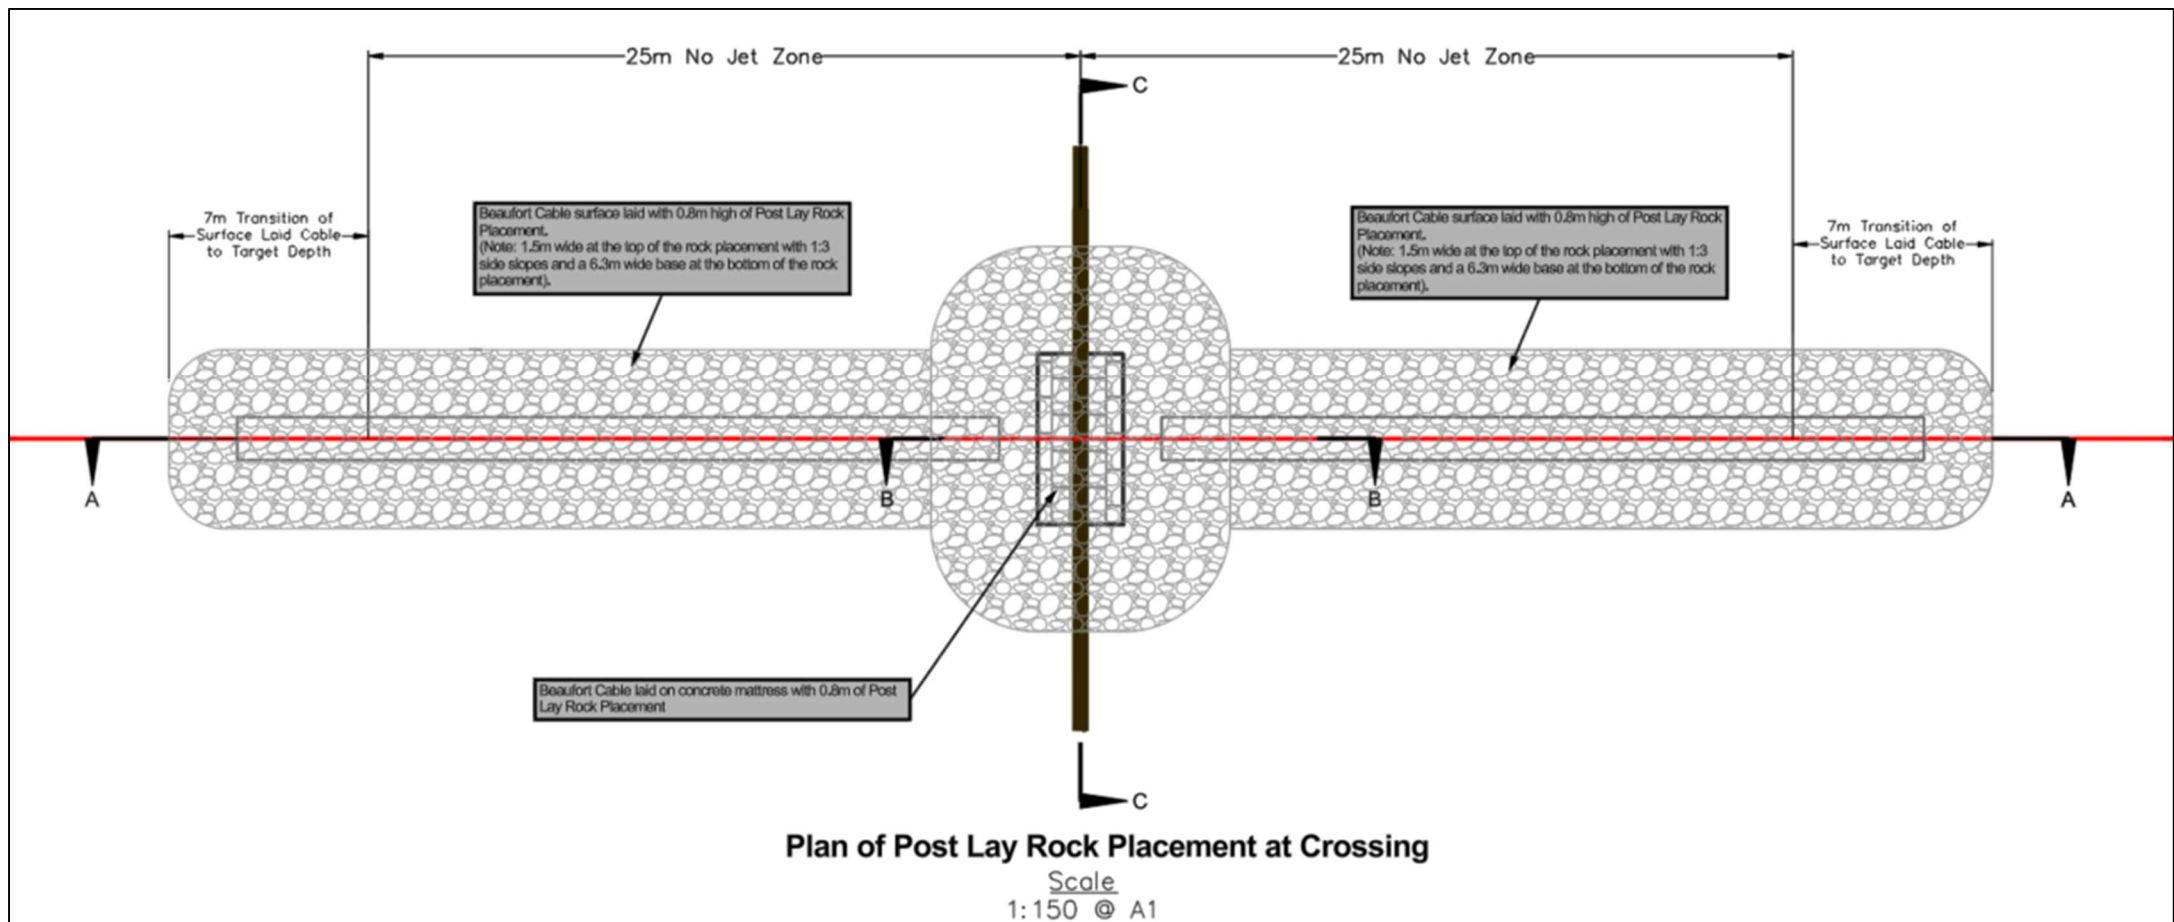 25m No Jet Zone
25m No Jet Zone
C
7m Transition of
Surface Laid Cable
to Target Depth
Beaufort Cable surface laid with 0.8m high of Post Lay Rock
Placement.
(Note: 1.5m wide at the top of the rock placement with 1:3
side slopes and a 6.3m wide base at the bottom of the rock
placement).
Beaufort Cable surface laid with 0.8m high of Post Lay Rock
Placement.
(Note: 1.5m wide at the top of the rock placement with 1:3
side slopes and a 6.3m wide base at the bottom of the rock
placement).
7m Transition of
Surface Laid Cable
to Target Depth
A
B
B
A
Beaufort Cable laid on concrete mattress with 0.8m of Post
Lay Rock Placement
C
Plan of Post Lay Rock Placement at Crossing
Scale
1:150 @ A1